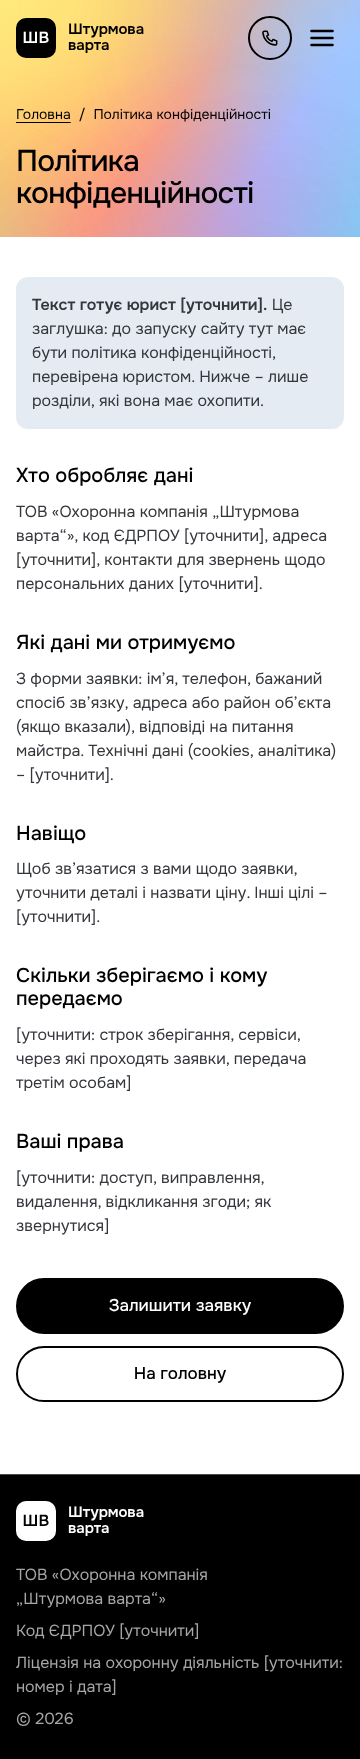 ШВ
Штурмова
варта
Головна / Політика конфіденційності
Політика
конфіденційності
Текст готує юрист [уточнити]. Це
заглушка: до запуску сайту тут має
бути політика конфіденційності,
перевірена юристом. Нижче – лише
розділи, які вона має охопити.
Хто обробляє дані
ТОВ «Охоронна компанія „Штурмова
варта“», код ЄДРПОУ [уточнити], адреса
[уточнити], контакти для звернень щодо
персональних даних [уточнити].
Які дані ми отримуємо
З форми заявки: ім’я, телефон, бажаний
спосіб зв’язку, адреса або район об’єкта
(якщо вказали), відповіді на питання
майстра. Технічні дані (cookies, аналітика)
– [уточнити].
Навіщо
Щоб зв’язатися з вами щодо заявки,
уточнити деталі і назвати ціну. Інші цілі –
[уточнити].
Скільки зберігаємо і кому
передаємо
[уточнити: строк зберігання, сервіси,
через які проходять заявки, передача
третім особам]
Ваші права
[уточнити: доступ, виправлення,
видалення, відкликання згоди; як
звернутися]
Залишити заявку
На головну
ШВ
Штурмова
варта
ТОВ «Охоронна компанія
„Штурмова варта“»
Код ЄДРПОУ [уточнити]
Ліцензія на охоронну діяльність [уточнити:
номер і дата]
© 2026